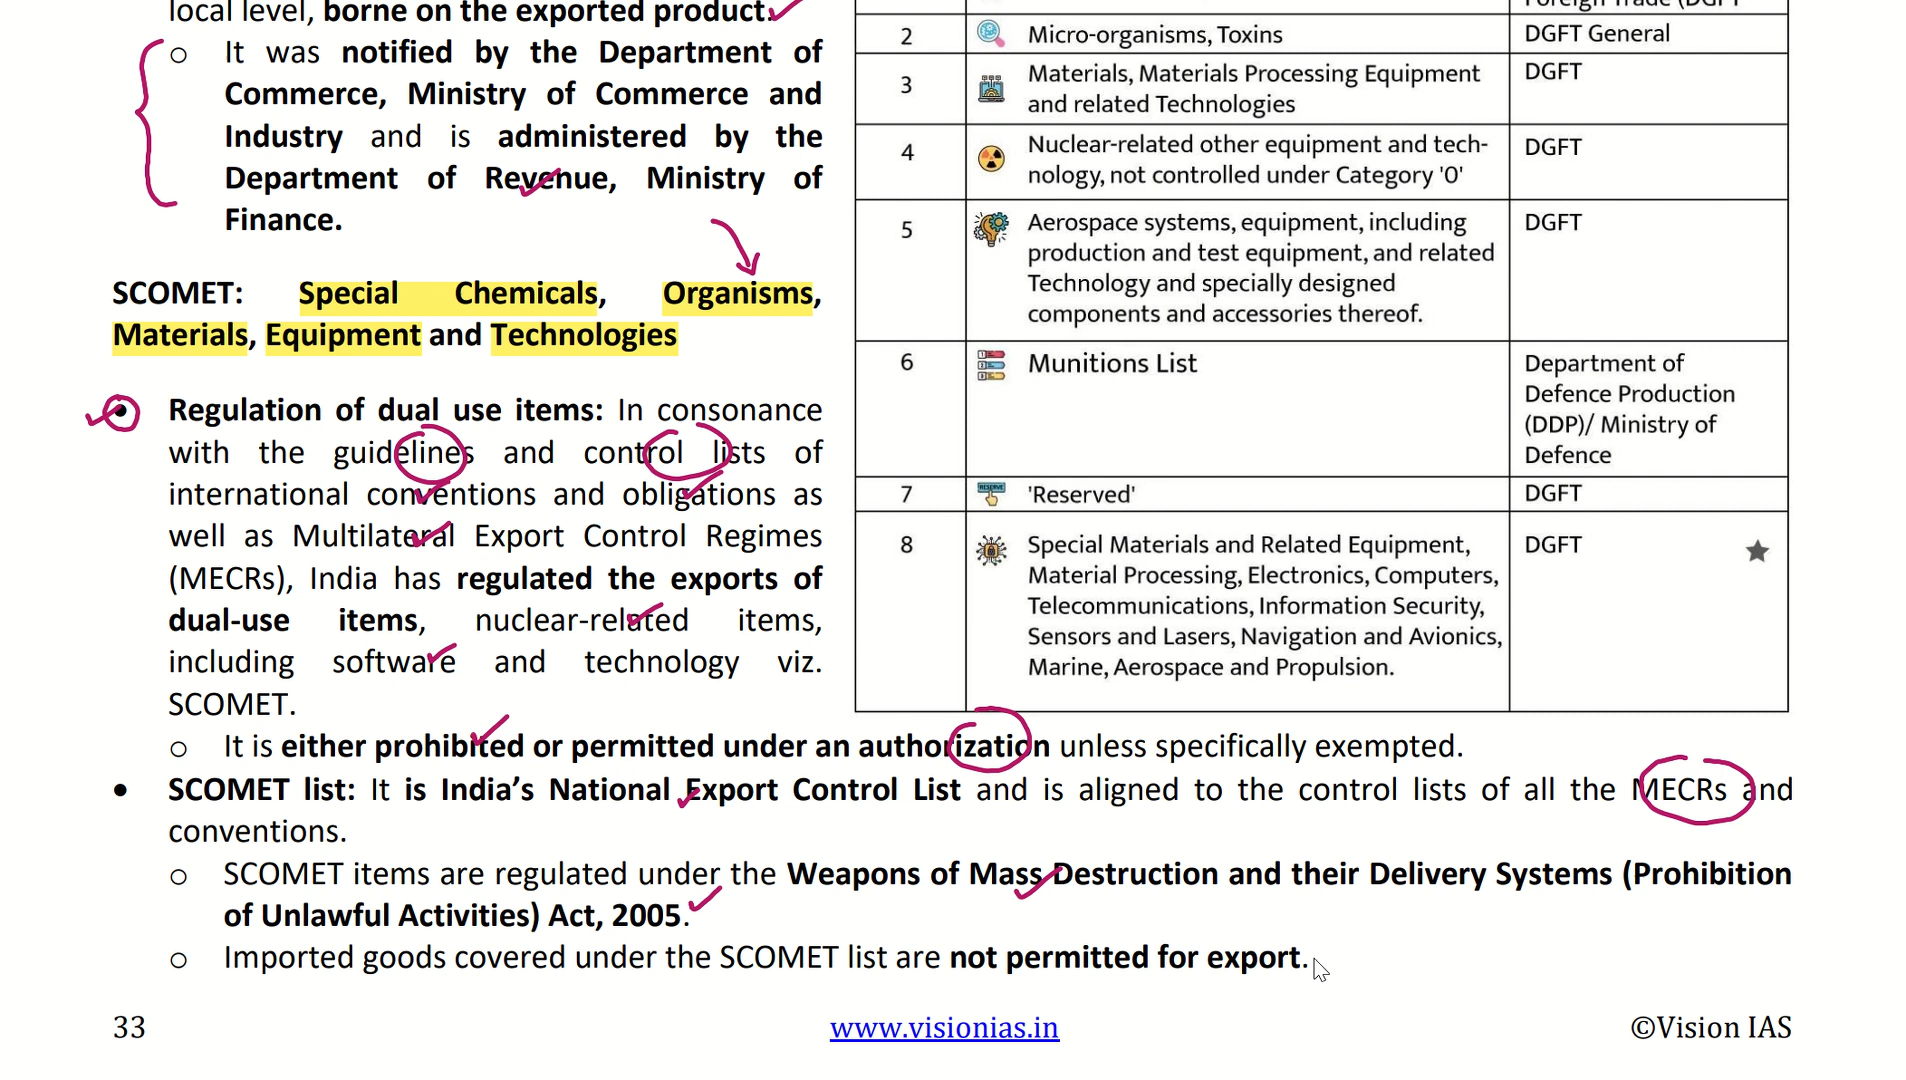 local level, borne on the exported product.
○ It was notified by the Department of
Commerce, Ministry of Commerce and
Industry and is administered by the
Department of Revenue, Ministry of
Finance.
SCOMET: Special Chemicals, Organisms,
Materials, Equipment and Technologies
• Regulation of dual use items: In consonance
with the guidelines and control lists of
international conventions and obligations as
well as Multilateral Export Control Regimes
(MECRs), India has regulated the exports of
dual-use items, nuclear-related items,
including software and technology viz.
SCOMET.
Foreign Trade (DGFT
2 Micro-organisms, Toxins DGFT General
3 Materials, Materials Processing Equipment DGFT
and related Technologies
4 Nuclear-related other equipment and tech- DGFT
nology, not controlled under Category '0'
5 Aerospace systems, equipment, including DGFT
production and test equipment, and related
Technology and specially designed
components and accessories thereof.
6 Munitions List Department of
Defence Production
(DDP)/ Ministry of
Defence
7 'Reserved' DGFT
8 Special Materials and Related Equipment, DGFT
Material Processing, Electronics, Computers,
Telecommunications, Information Security,
Sensors and Lasers, Navigation and Avionics,
Marine, Aerospace and Propulsion.
○ It is either prohibited or permitted under an authorization unless specifically exempted.
• SCOMET list: It is India’s National Export Control List and is aligned to the control lists of all the MECRs and
conventions.
○ SCOMET items are regulated under the Weapons of Mass Destruction and their Delivery Systems (Prohibition
of Unlawful Activities) Act, 2005.
○ Imported goods covered under the SCOMET list are not permitted for export.
33 www.visionias.in ©Vision IAS